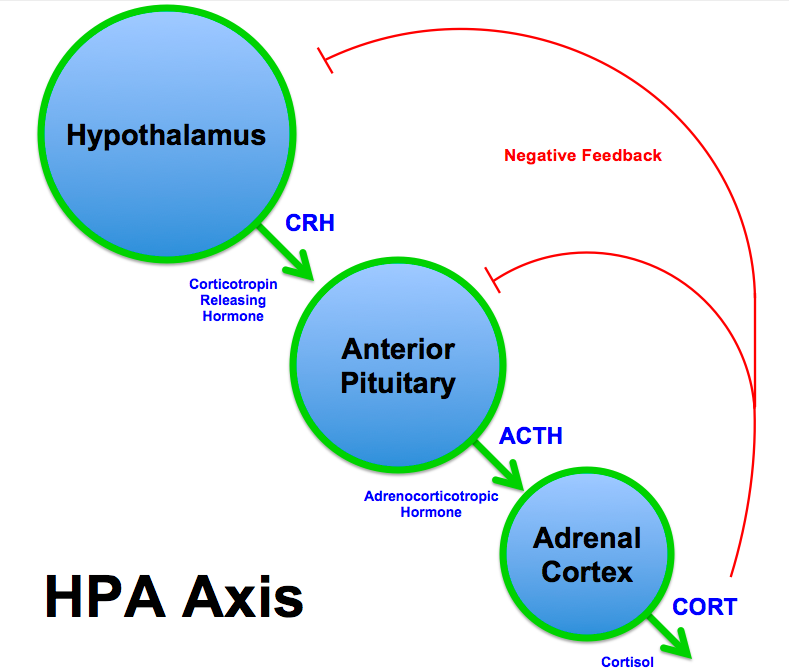 Hypothalamus
Negative Feedback
CRH
Corticotropin
Releasing
Hormone
Anterior
Pituitary
ACTH
Adrenocorticotropic
Hormone
Adrenal
Cortex
HPA Axis
CORT
Cortisol